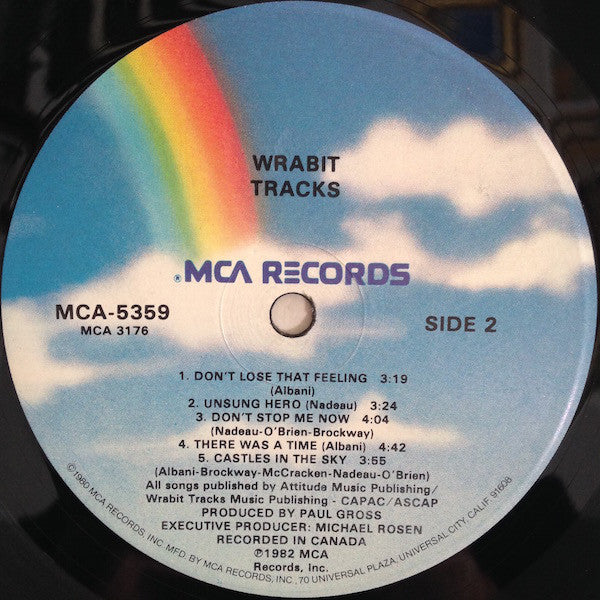 WRABIT
TRACKS
® MCA RECORDS
MCA-5359
MCA 3176
SIDE 2
1. DON'T LOSE THAT FEELING 3:19
(Albani)
2. UNSUNG HERO (Nadeau) 3:24
3. DON'T STOP ME NOW 4:04
(Nadeau-O'Brien-Brockway)
4. THERE WAS A TIME (Albani) 4:42
5. CASTLES IN THE SKY 3:55
(Albani-Brockway-McCracken-Nadeau-O'Brien)
All songs published by Attitude Music Publishing/
Wrabit Tracks Music Publishing - CAPAC/ASCAP
PRODUCED BY PAUL GROSS
EXECUTIVE PRODUCER: MICHAEL ROSEN
RECORDED IN CANADA
℗1982 MCA
Records, Inc.
©1980 MCA RECORDS, INC. MFD. BY MCA RECORDS, INC., 70 UNIVERSAL PLAZA, UNIVERSAL CITY, CALIF. 91608